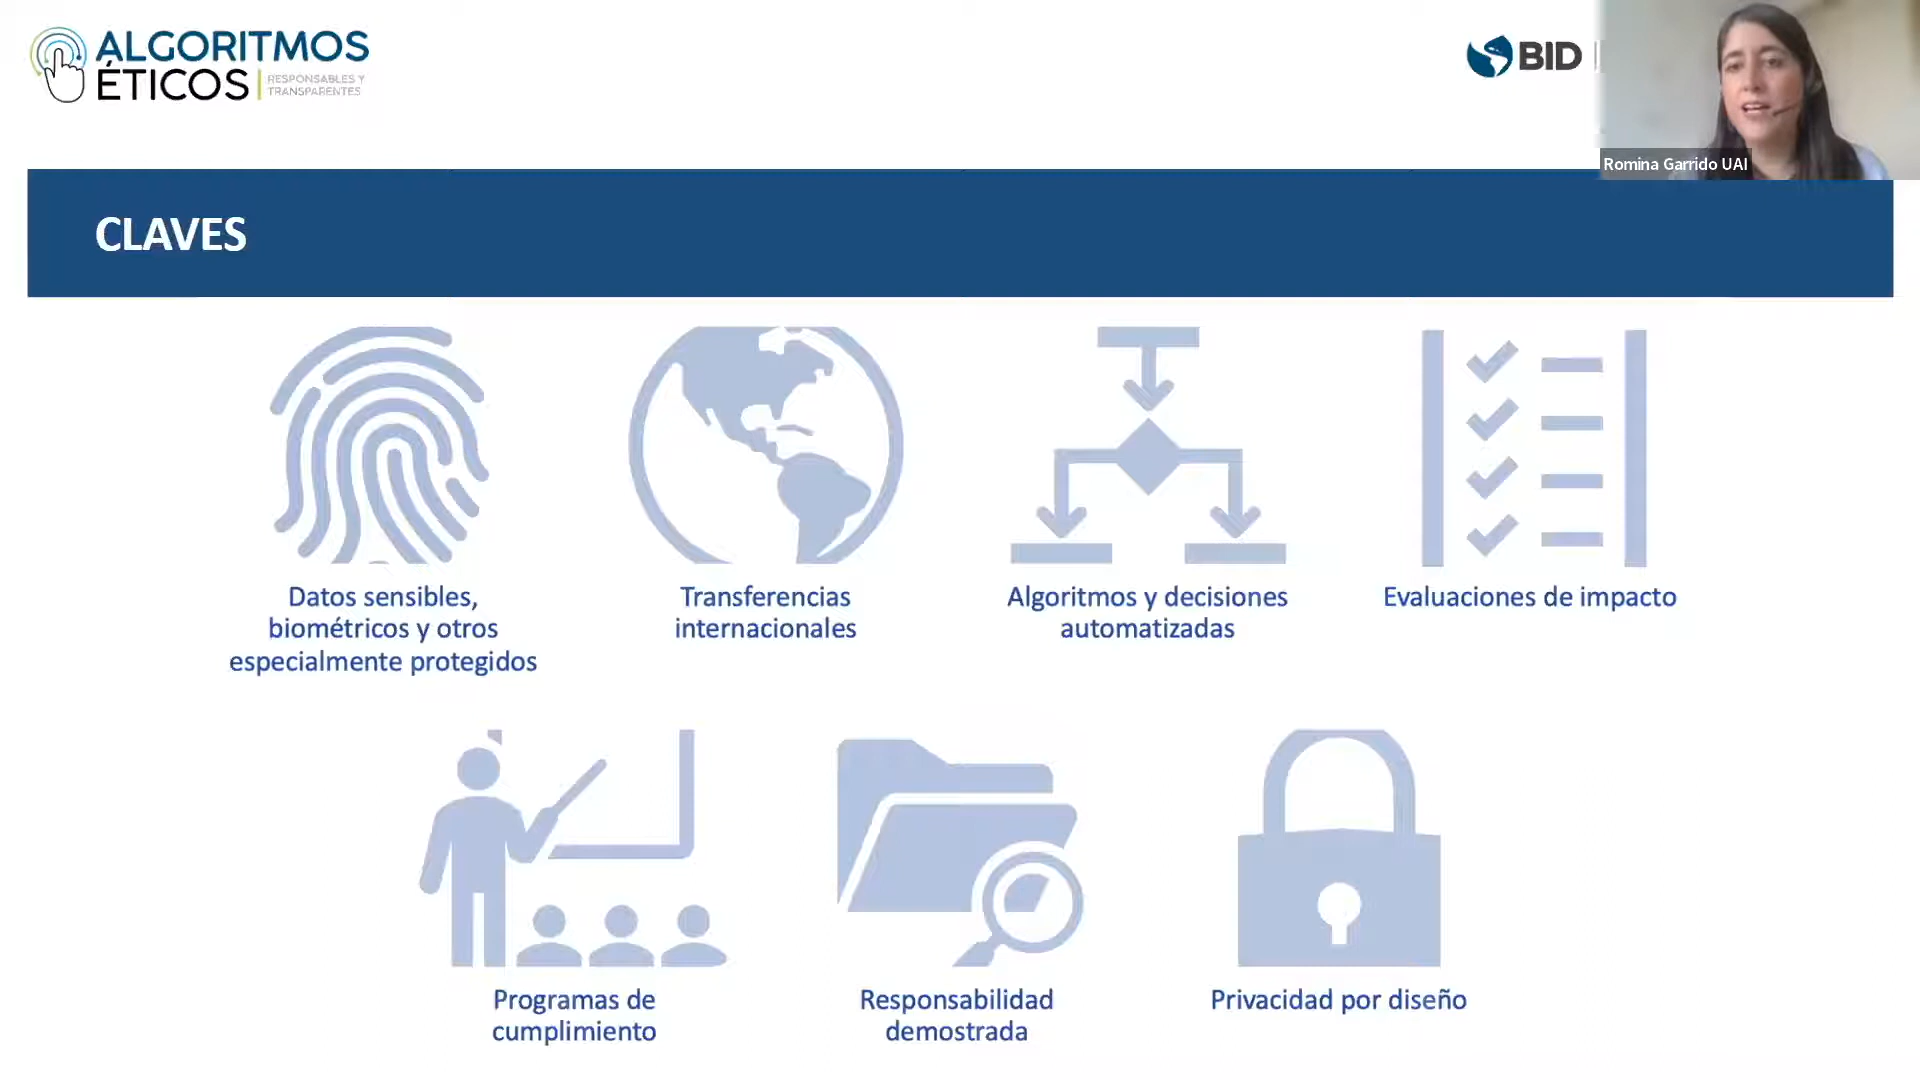 ALGORITMOS
ÉTICOS
RESPONSABLES Y
TRANSPARENTES
BID
Romina Garrido UAI
CLAVES
Datos sensibles,
biométricos y otros
especialmente protegidos
Transferencias
internacionales
Algoritmos y decisiones
automatizadas
Evaluaciones de impacto
Programas de
cumplimiento
Responsabilidad
demostrada
Privacidad por diseño